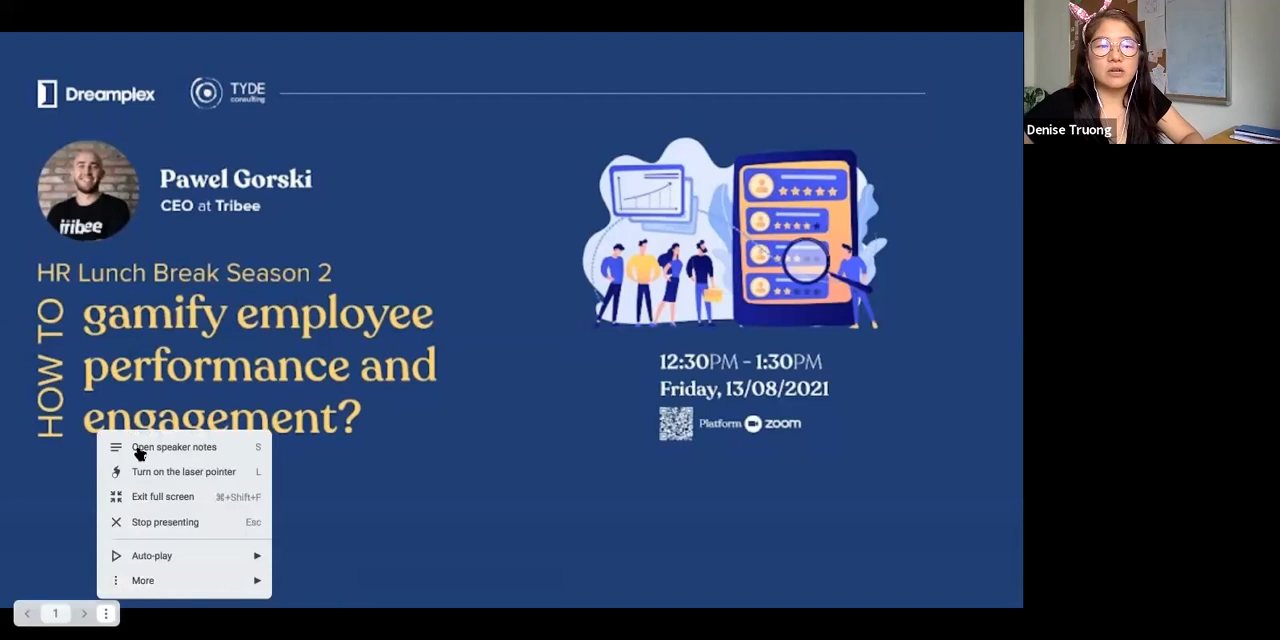 Dreamplex
TYDE
consulting
Pawel Gorski
CEO at Tribee
tribee
HR Lunch Break Season 2
HOW TO
gamify employee
performance and
engagement?
12:30PM - 1:30PM
Friday, 13/08/2021
Platform zoom
Denise Truong
Open speaker notes S
Turn on the laser pointer L
Exit full screen ⌘+Shift+F
Stop presenting Esc
Auto-play
More
1